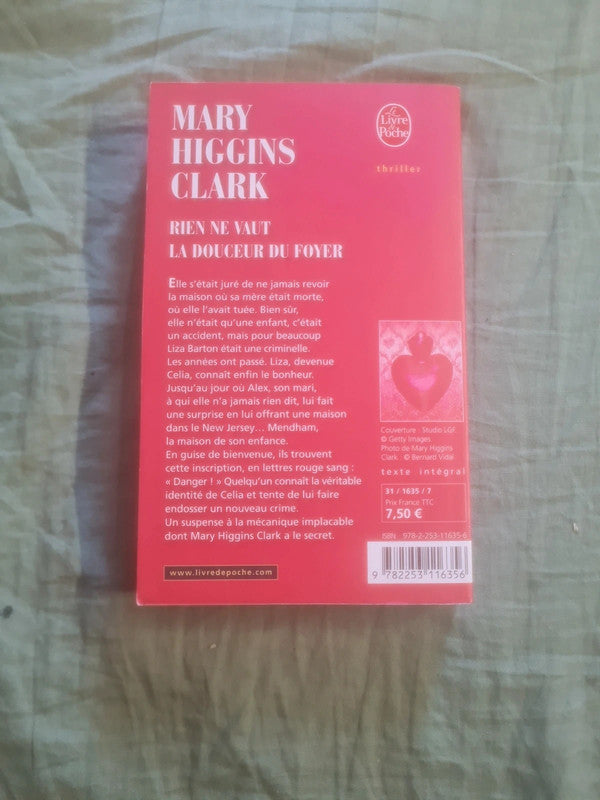 MARY
HIGGINS
CLARK
Le
Livre
de
Poche
thriller
RIEN NE VAUT
LA DOUCEUR DU FOYER
Elle s'était juré de ne jamais revoir
la maison où sa mère était morte,
où elle l'avait tuée. Bien sûr,
elle n'était qu'une enfant, c'était
un accident, mais pour beaucoup
Liza Barton était une criminelle.
Les années ont passé. Liza, devenue
Celia, connaît enfin le bonheur.
Jusqu'au jour où Alex, son mari,
à qui elle n'a jamais rien dit, lui fait
une surprise en lui offrant une maison
dans le New Jersey… Mendham,
la maison de son enfance.
En guise de bienvenue, ils trouvent
cette inscription, en lettres rouge sang :
« Danger ! » Quelqu'un connaît la véritable
identité de Celia et tente de lui faire
endosser un nouveau crime.
Un suspense à la mécanique implacable
dont Mary Higgins Clark a le secret.
www.livredepoche.com
Couverture : Studio LGF.
© Getty Images
Photo de Mary Higgins
Clark : © Bernard Vidal
texte intégral
31 / 1635 / 7
Prix France TTC
7,50 €
ISBN 978-2-253-11635-6
9 782253 116356